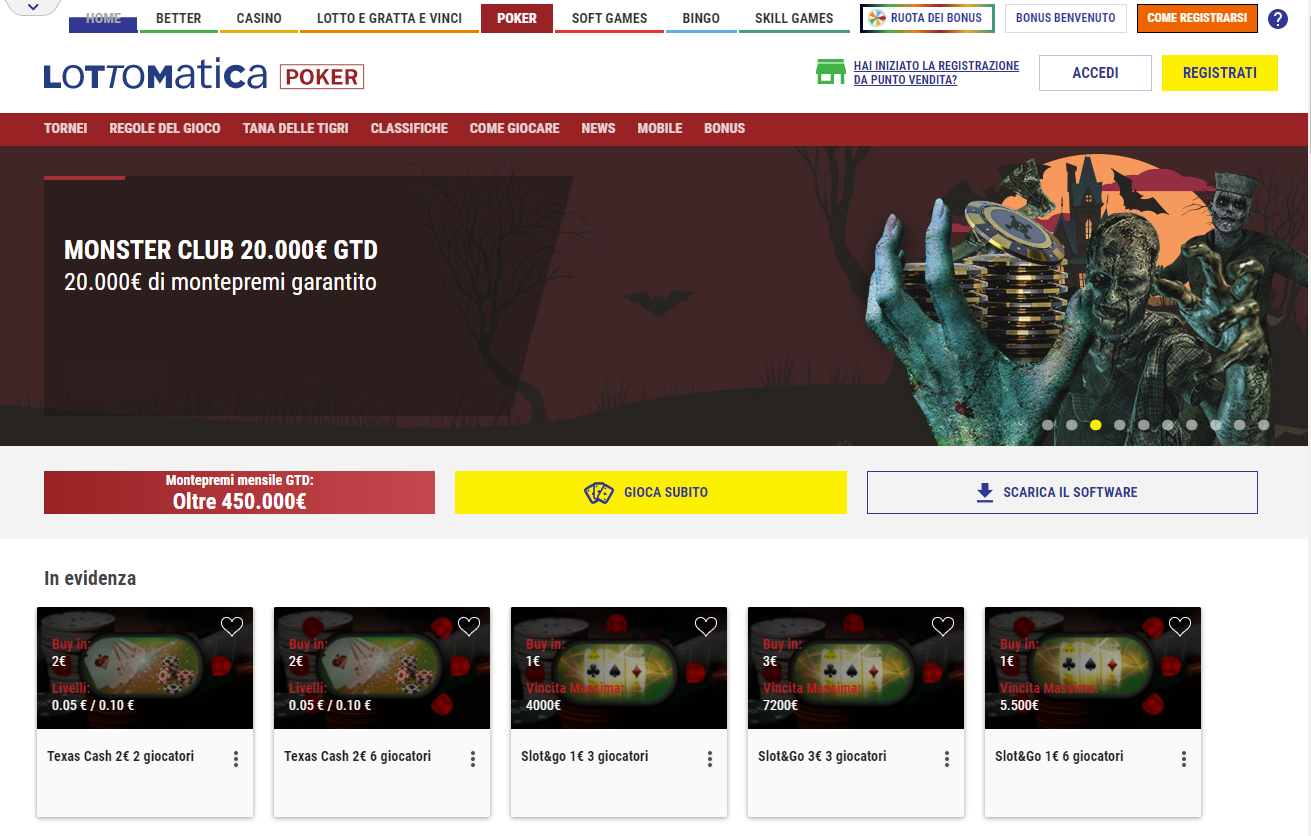 HOME
BETTER
CASINO
LOTTO E GRATTA E VINCI
POKER
SOFT GAMES
BINGO
SKILL GAMES
RUOTA DEI BONUS
BONUS BENVENUTO
COME REGISTRARSI
?
LOTTOMATICA POKER
HAI INIZIATO LA REGISTRAZIONE
DA PUNTO VENDITA?
ACCEDI
REGISTRATI
TORNEI
REGOLE DEL GIOCO
TANA DELLE TIGRI
CLASSIFICHE
COME GIOCARE
NEWS
MOBILE
BONUS
MONSTER CLUB 20.000€ GTD
20.000€ di montepremi garantito
Montepremi mensile GTD:
Oltre 450.000€
GIOCA SUBITO
SCARICA IL SOFTWARE
In evidenza
Buy in:
2€
Livelli:
0.05 € / 0.10 €
Texas Cash 2€ 2 giocatori
Buy in:
2€
Livelli:
0.05 € / 0.10 €
Texas Cash 2€ 6 giocatori
Buy in:
1€
Vincita Massima:
4000€
Slot&go 1€ 3 giocatori
Buy in:
3€
Vincita Massima:
7200€
Slot&Go 3€ 3 giocatori
Buy in:
1€
Vincita Massima:
5.500€
Slot&Go 1€ 6 giocatori